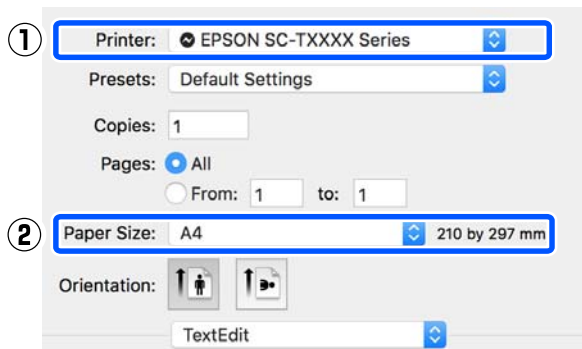 ① Printer: EPSON SC-TXXXX Series
Presets: Default Settings
Copies: 1
Pages: All
From: 1 to: 1
② Paper Size: A4 210 by 297 mm
Orientation:
TextEdit